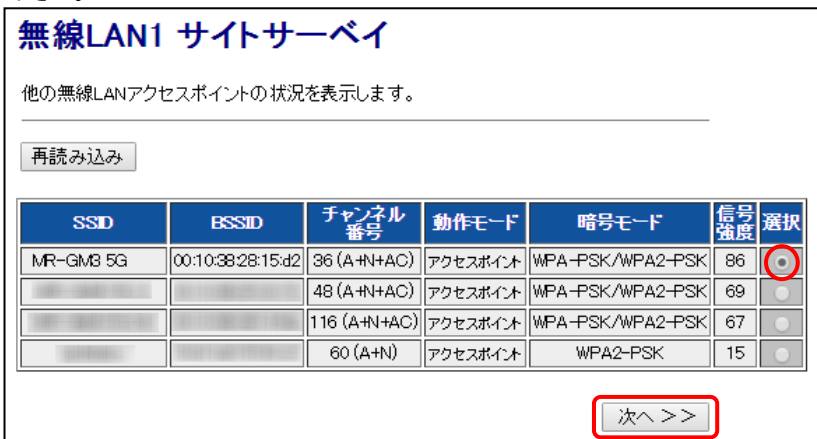 無線LAN1 サイトサーベイ
他の無線LANアクセスポイントの状況を表示します。
再読み込み
SSID BSSID チャンネル番号 動作モード 暗号モード 信号強度 選択
MR-GM3 5G 00:10:38:28:15:d2 36 (A+N+AC) アクセスポイント WPA-PSK/WPA2-PSK 86
48 (A+N+AC) アクセスポイント WPA-PSK/WPA2-PSK 69
116 (A+N+AC) アクセスポイント WPA-PSK/WPA2-PSK 67
60 (A+N) アクセスポイント WPA2-PSK 15
次へ >>